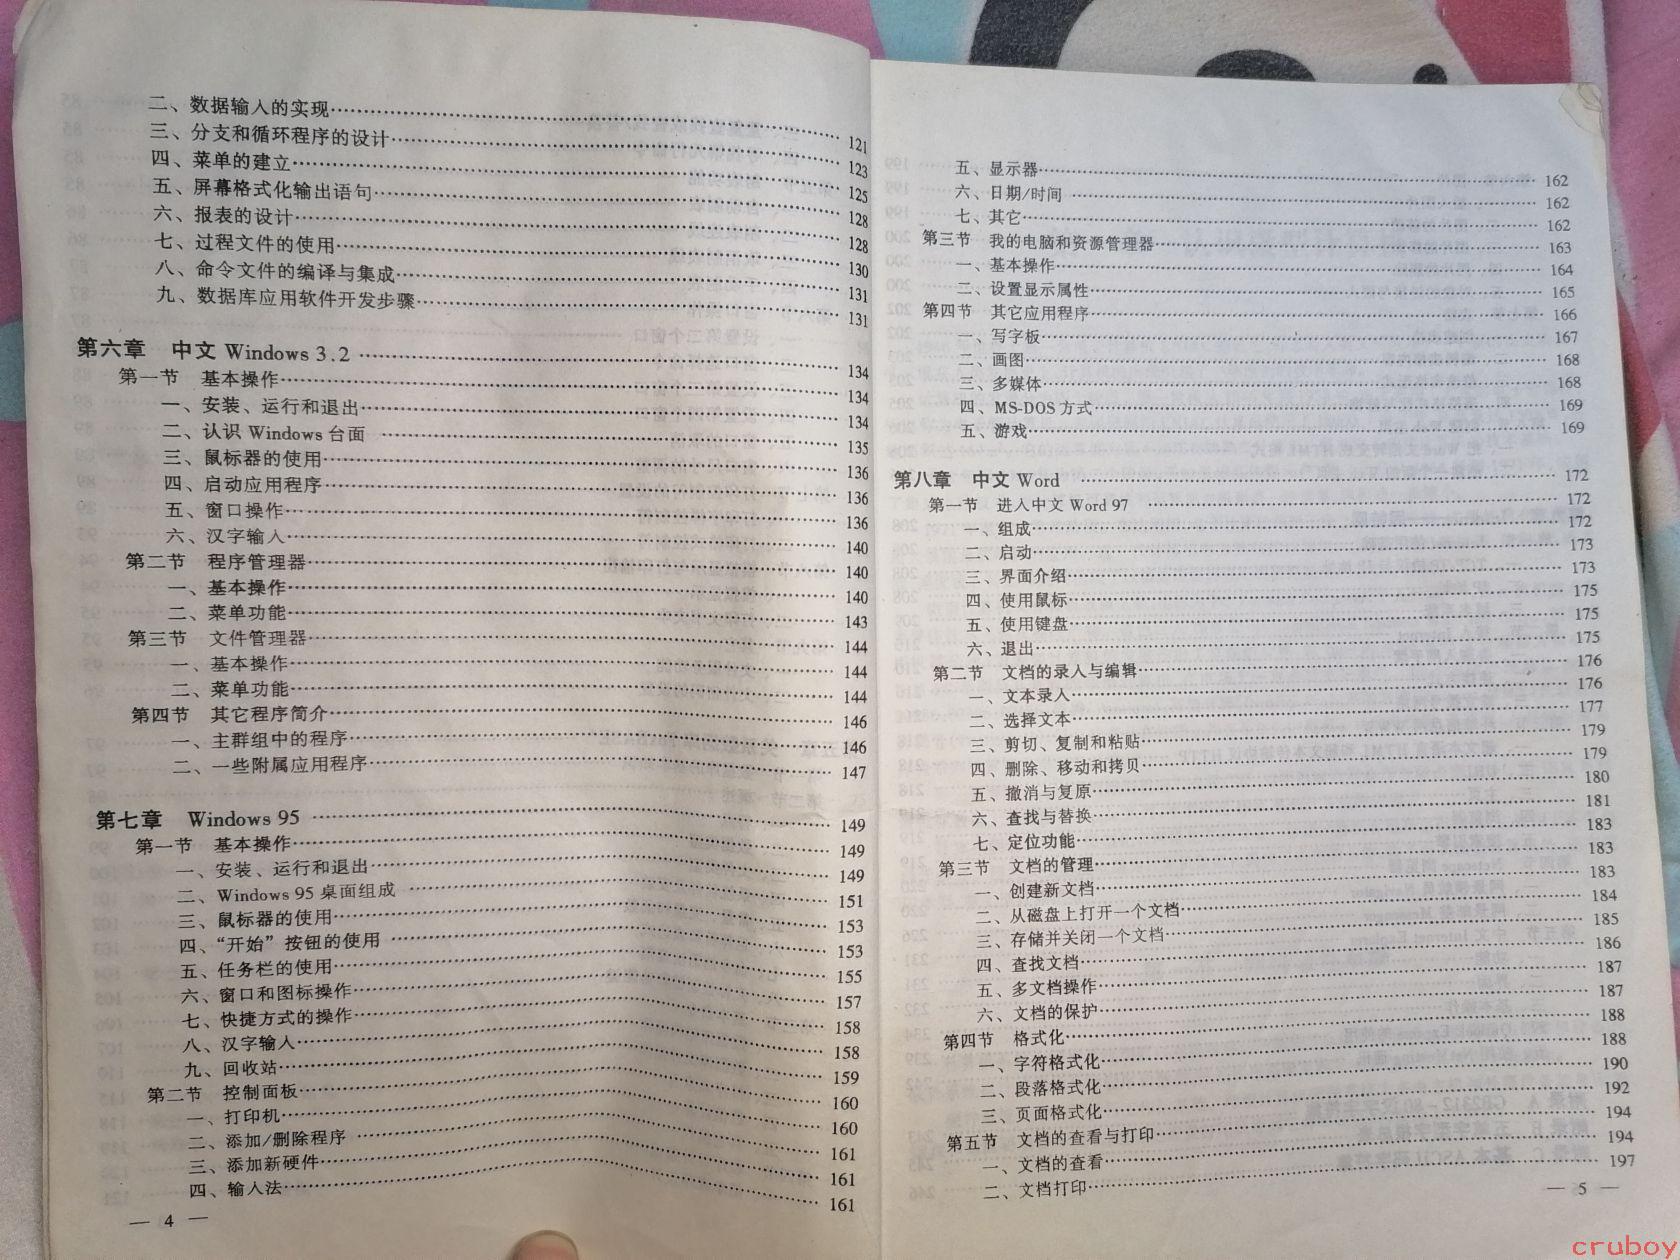 二、数据输入的实现……121
三、分支和循环程序的设计……123
四、菜单的建立……125
五、屏幕格式化输出语句……128
六、报表的设计……128
七、过程文件的使用……130
八、命令文件的编译与集成……131
九、数据库应用软件开发步骤……131
第六章 中文 Windows 3.2……134
第一节 基本操作……134
一、安装、运行和退出……134
二、认识 Windows 台面……135
三、鼠标器的使用……136
四、启动应用程序……136
五、窗口操作……136
六、汉字输入……140
第二节 程序管理器……140
一、基本操作……140
二、菜单功能……143
第三节 文件管理器……144
一、基本操作……144
二、菜单功能……144
第四节 其它程序简介……146
一、主群组中的程序……146
二、一些附属应用程序……147
第七章 Windows 95……149
第一节 基本操作……149
一、安装、运行和退出……149
二、Windows 95 桌面组成……151
三、鼠标器的使用……153
四、“开始”按钮的使用……153
五、任务栏的使用……155
六、窗口和图标操作……157
七、快捷方式的操作……158
八、汉字输入……158
九、回收站……159
第二节 控制面板……160
一、打印机……160
二、添加/删除程序……161
三、添加新硬件……161
四、输入法……161
— 4 —
五、显示器……162
六、日期/时间……162
七、其它……162
第三节 我的电脑和资源管理器……163
一、基本操作……164
二、设置显示属性……165
第四节 其它应用程序……166
一、写字板……167
二、画图……168
三、多媒体……168
四、MS-DOS 方式……169
五、游戏……169
第八章 中文 Word……172
第一节 进入中文 Word 97……172
一、组成……172
二、启动……173
三、界面介绍……173
四、使用鼠标……175
五、使用键盘……175
六、退出……175
第二节 文档的录入与编辑……176
一、文本录入……176
二、选择文本……177
三、剪切、复制和粘贴……179
四、删除、移动和拷贝……179
五、撤消与复原……180
六、查找与替换……181
七、定位功能……183
第三节 文档的管理……183
一、创建新文档……183
二、从磁盘上打开一个文档……184
三、存储并关闭一个文档……185
四、查找文档……186
五、多文档操作……187
六、文档的保护……187
第四节 格式化……188
一、字符格式化……188
二、段落格式化……190
三、页面格式化……192
第五节 文档的查看与打印……194
一、文档的查看……194
二、文档打印……197
— 5 —
cruboy